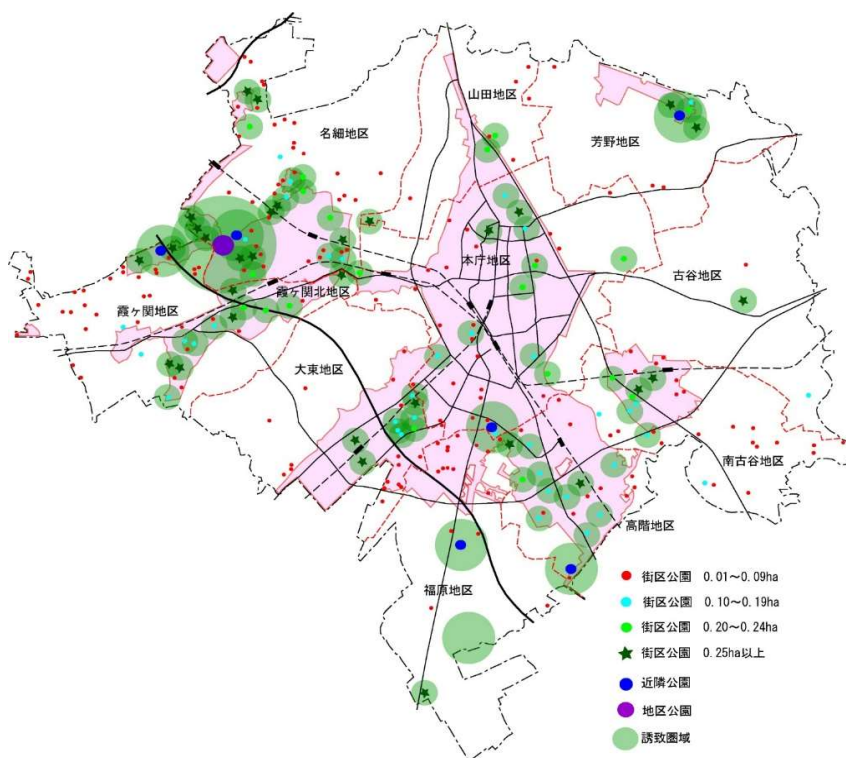 山田地区
名細地区
芳野地区
本庁地区
古谷地区
霞ヶ関北地区
霞ヶ関地区
大東地区
南古谷地区
高階地区
福原地区
街区公園 0.01~0.09ha
街区公園 0.10~0.19ha
街区公園 0.20~0.24ha
街区公園 0.25ha以上
近隣公園
地区公園
誘致圏域